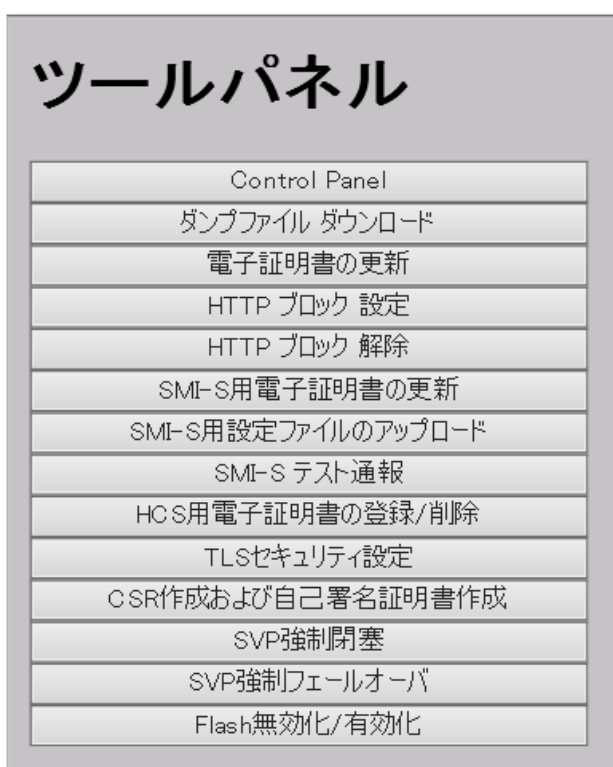 ツールパネル
Control Panel
ダンプファイル ダウンロード
電子証明書の更新
HTTP ブロック 設定
HTTP ブロック 解除
SMI-S用電子証明書の更新
SMI-S用設定ファイルのアップロード
SMI-S テスト通報
HCS用電子証明書の登録/削除
TLSセキュリティ設定
CSR作成および自己署名証明書作成
SVP強制閉塞
SVP強制フェールオーバ
Flash無効化/有効化